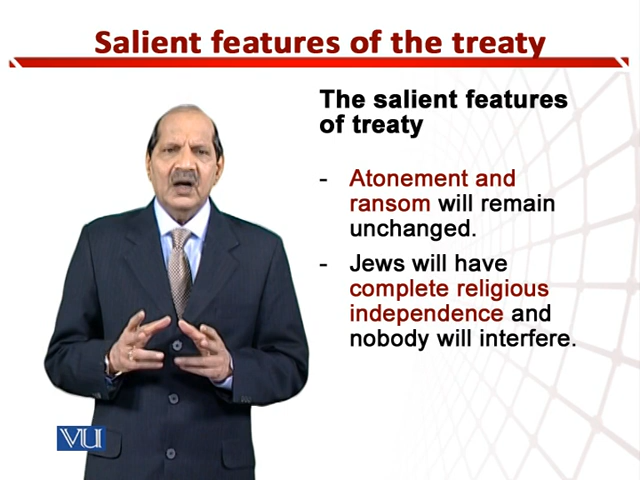 Salient features of the treaty
The salient features
of treaty
- Atonement and
ransom will remain
unchanged.
- Jews will have
complete religious
independence and
nobody will interfere.
VU